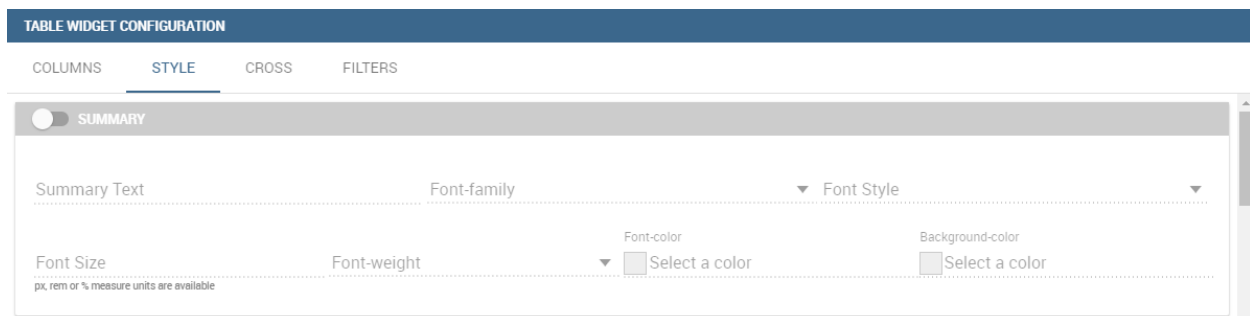 TABLE WIDGET CONFIGURATION
COLUMNS STYLE CROSS FILTERS
SUMMARY
Summary Text Font-family Font Style
Font-color Background-color
Font Size Font-weight Select a color Select a color
px, rem or % measure units are available